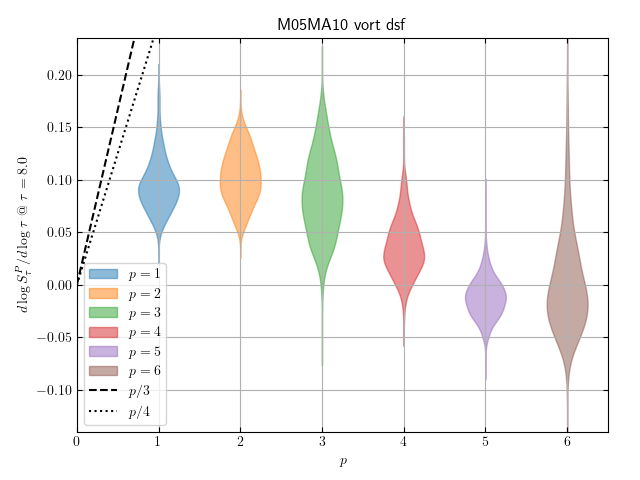 M05MA10 vort dsf
d log S_τ^p / d log τ @ τ = 8.0
0.20
0.15
0.10
0.05
0.00
−0.05
−0.10
p = 1
p = 2
p = 3
p = 4
p = 5
p = 6
p/3
p/4
0 1 2 3 4 5 6
p